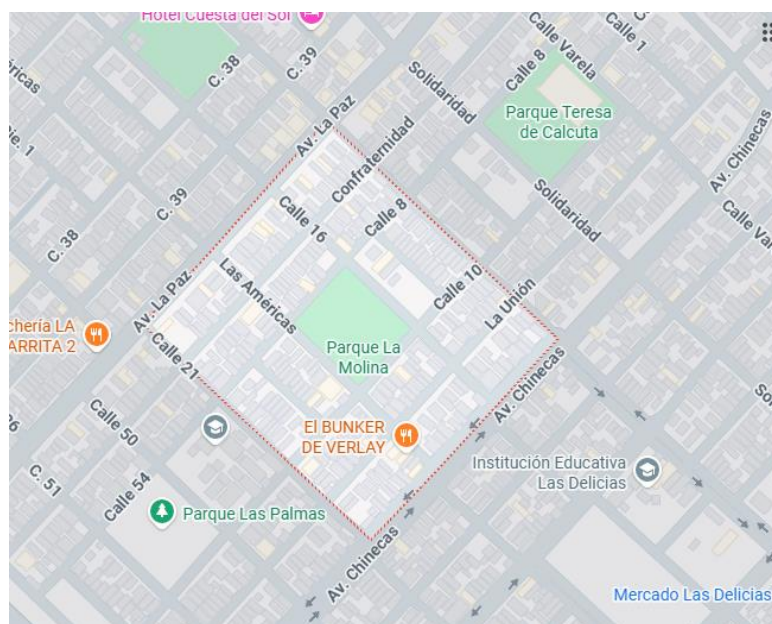 Hotel Cuesta del Sol
C. 38
C. 39
Av. La Paz
Solidaridad
Calle 8
Calle Varela
Calle 1
Parque Teresa
de Calcuta
Av. Chinecas
Confraternidad
C. 39
C. 38
Calle 16
Calle 8
Solidaridad
Av. La Paz
Las Américas
Calle 10
La Unión
Parque La
Molina
Calle 21
Av. Chinecas
El BUNKER
DE VERLAY
Calle 50
C. 51
Calle 54
Parque Las Palmas
Institución Educativa
Las Delicias
Av. Chinecas
Mercado Las Delicias